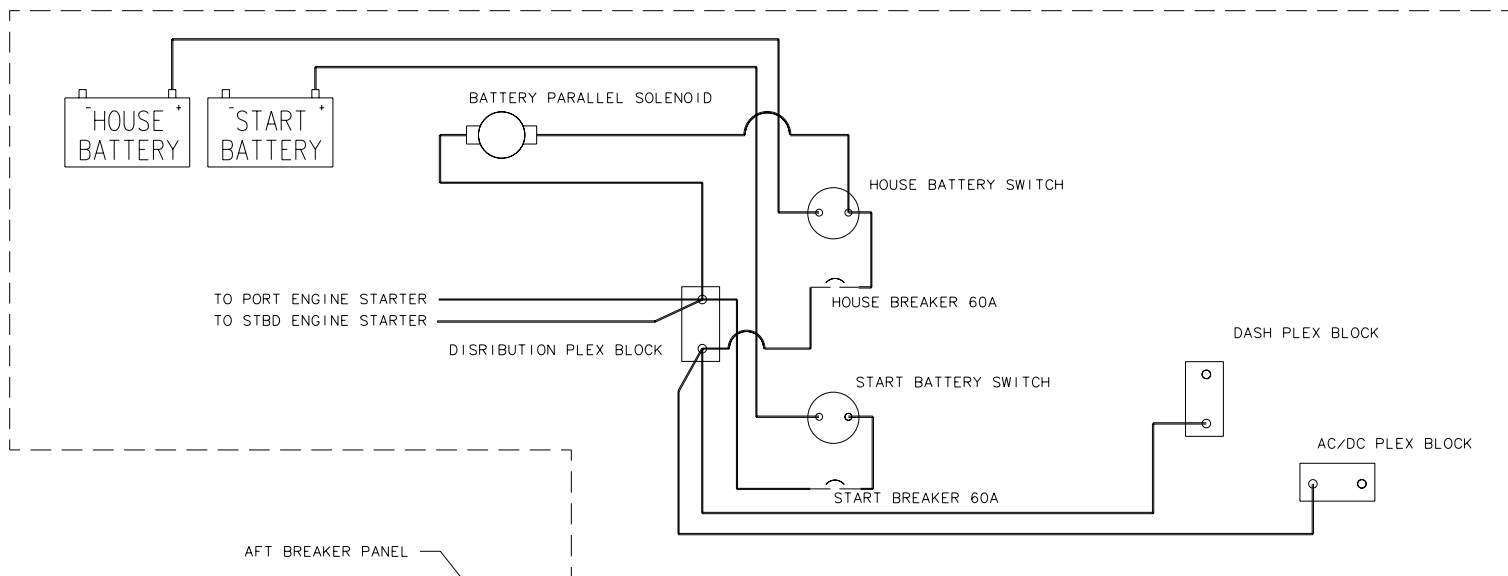 BATTERY PARALLEL SOLENOID
- HOUSE +
BATTERY
- START +
BATTERY
HOUSE BATTERY SWITCH
TO PORT ENGINE STARTER
HOUSE BREAKER 60A
TO STBD ENGINE STARTER
DASH PLEX BLOCK
DISRIBUTION PLEX BLOCK
START BATTERY SWITCH
AC/DC PLEX BLOCK
START BREAKER 60A
AFT BREAKER PANEL